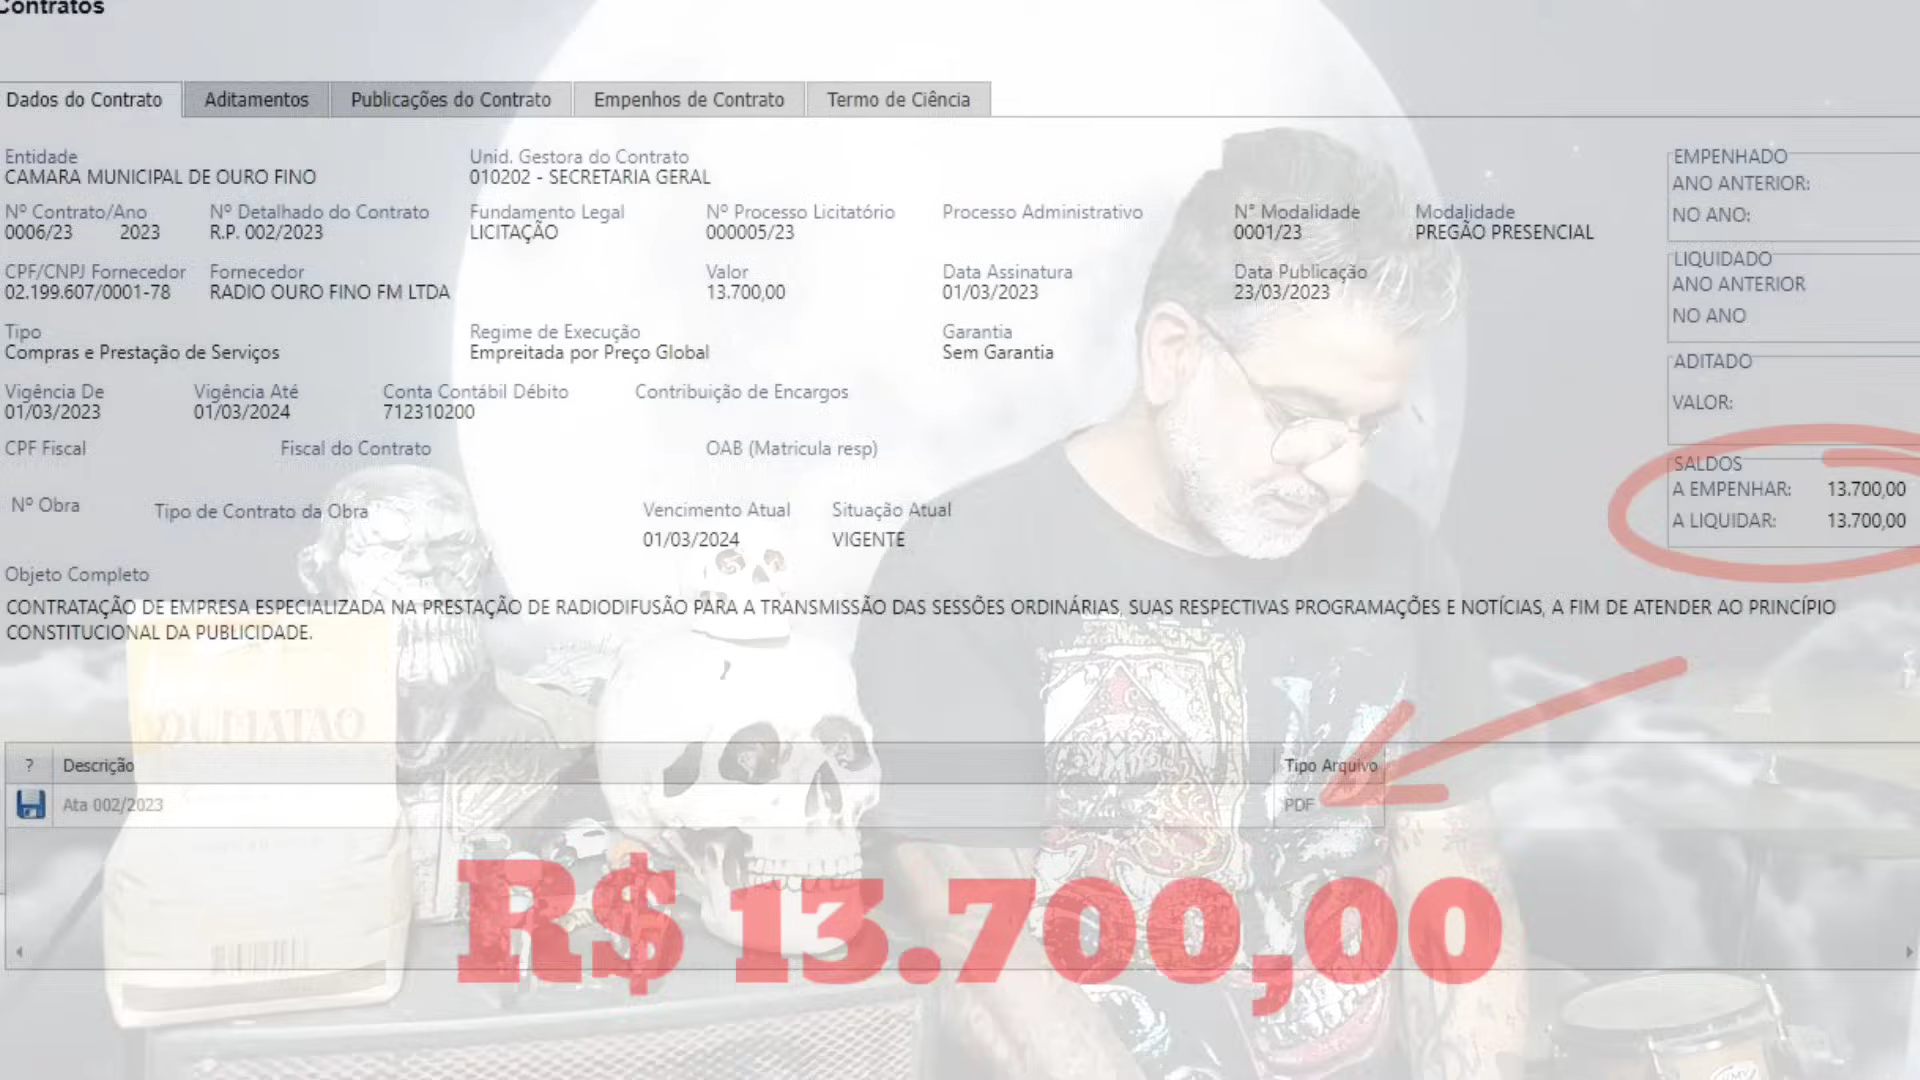 Contratos
Dados do Contrato Aditamentos Publicações do Contrato Empenhos de Contrato Termo de Ciência
Entidade Unid. Gestora do Contrato
CAMARA MUNICIPAL DE OURO FINO 010202 - SECRETARIA GERAL
Nº Contrato/Ano Nº Detalhado do Contrato Fundamento Legal Nº Processo Licitatório Processo Administrativo N° Modalidade Modalidade
0006/23 2023 R.P. 002/2023 LICITAÇÃO 000005/23 0001/23 PREGÃO PRESENCIAL
CPF/CNPJ Fornecedor Fornecedor Valor Data Assinatura Data Publicação
02.199.607/0001-78 RADIO OURO FINO FM LTDA 13.700,00 01/03/2023 23/03/2023
Tipo Regime de Execução Garantia
Compras e Prestação de Serviços Empreitada por Preço Global Sem Garantia
Vigência De Vigência Até Conta Contábil Débito Contribuição de Encargos
01/03/2023 01/03/2024 712310200
CPF Fiscal Fiscal do Contrato OAB (Matricula resp)
Nº Obra Tipo de Contrato da Obra Vencimento Atual Situação Atual
01/03/2024 VIGENTE
EMPENHADO
ANO ANTERIOR:
NO ANO:
LIQUIDADO
ANO ANTERIOR
NO ANO
ADITADO
VALOR:
SALDOS
A EMPENHAR: 13.700,00
A LIQUIDAR: 13.700,00
Objeto Completo
CONTRATAÇÃO DE EMPRESA ESPECIALIZADA NA PRESTAÇÃO DE RADIODIFUSÃO PARA A TRANSMISSÃO DAS SESSÕES ORDINÁRIAS, SUAS RESPECTIVAS PROGRAMAÇÕES E NOTÍCIAS, A FIM DE ATENDER AO PRINCÍPIO
CONSTITUCIONAL DA PUBLICIDADE.
? Descrição Tipo Arquivo
Ata 002/2023 PDF
R$ 13.700,00